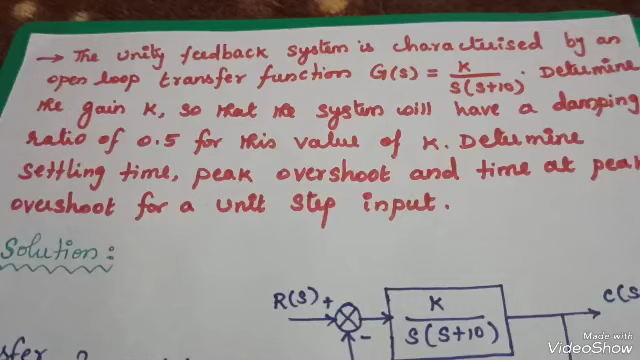 → The unity feedback system is characterised by an
open loop transfer function G(s) = K / S(S+10) . Determine
the gain K, so that the system will have a damping
ratio of 0.5 for this value of K. Determine
settling time, peak overshoot and time at peak
overshoot for a unit step input.
Solution:
R(S) + K / S(S+10) C(S
-
Made with
VideoShow